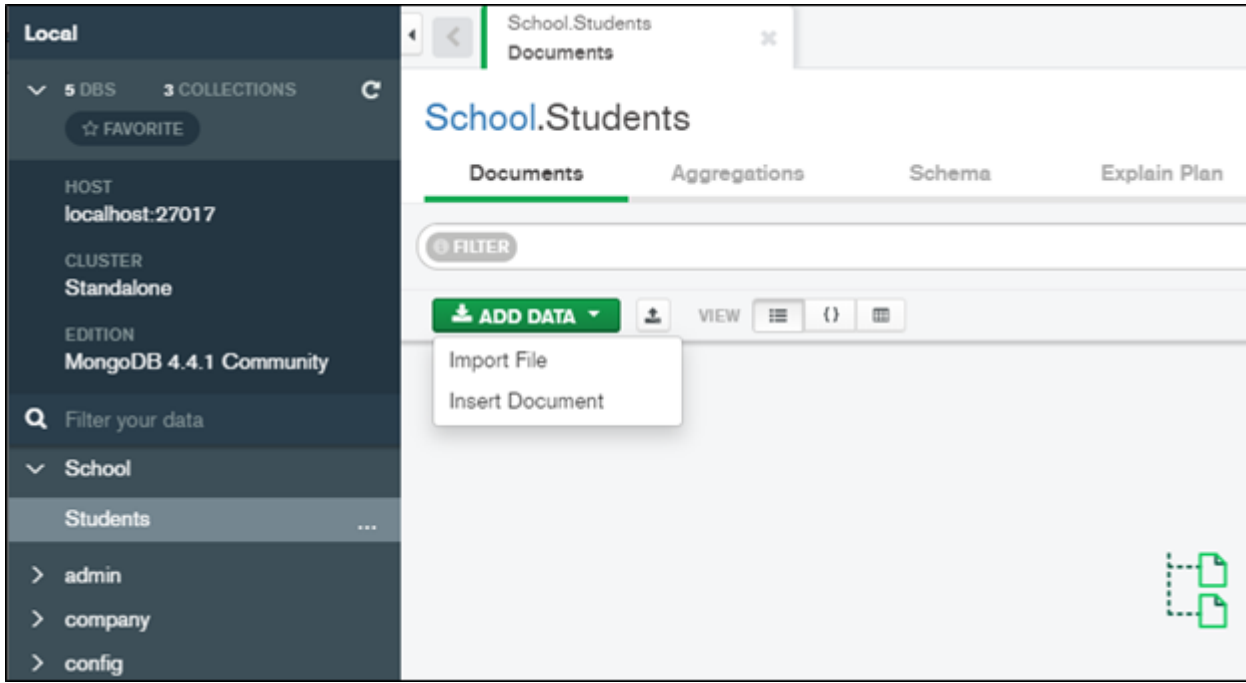 Local
5 DBS 3 COLLECTIONS
FAVORITE
HOST
localhost:27017
CLUSTER
Standalone
EDITION
MongoDB 4.4.1 Community
Filter your data
School
Students ...
admin
company
config
School.Students
Documents
School.Students
Documents Aggregations Schema Explain Plan
FILTER
ADD DATA VIEW {}
Import File
Insert Document